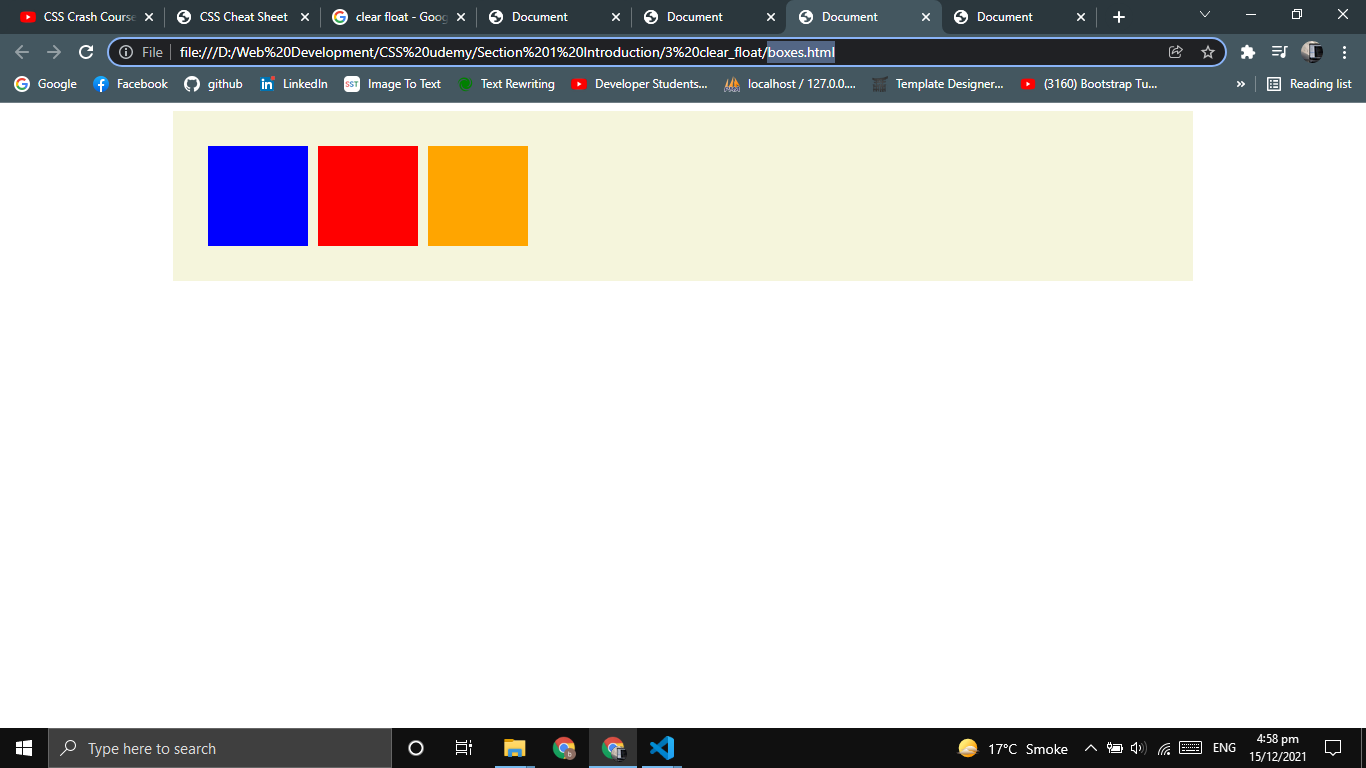 CSS Crash Course
CSS Cheat Sheet
clear float - Goog
Document
Document
Document
Document
File
file:///D:/Web%20Development/CSS%20udemy/Section%201%20Introduction/3%20clear_float/boxes.html
Google
Facebook
github
LinkedIn
SST
Image To Text
Text Rewriting
Developer Students...
localhost / 127.0.0....
Template Designer...
(3160) Bootstrap Tu...
»
Reading list
Type here to search
17°C Smoke
ENG
4:58 pm
15/12/2021